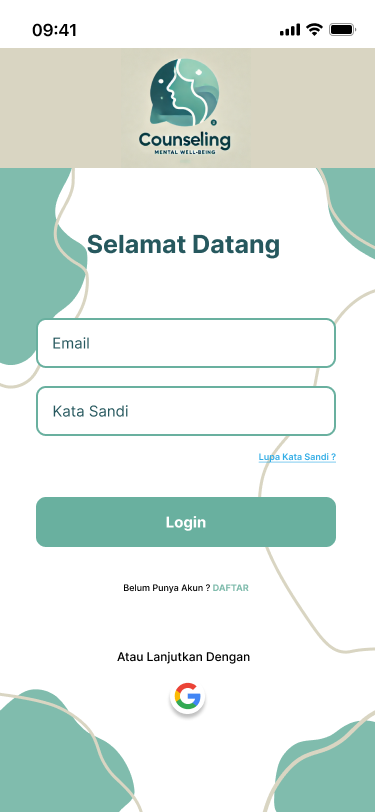 09:41
Counseling
MENTAL WELL-BEING
Selamat Datang
Email
Kata Sandi
Lupa Kata Sandi ?
Login
Belum Punya Akun ? DAFTAR
Atau Lanjutkan Dengan
G